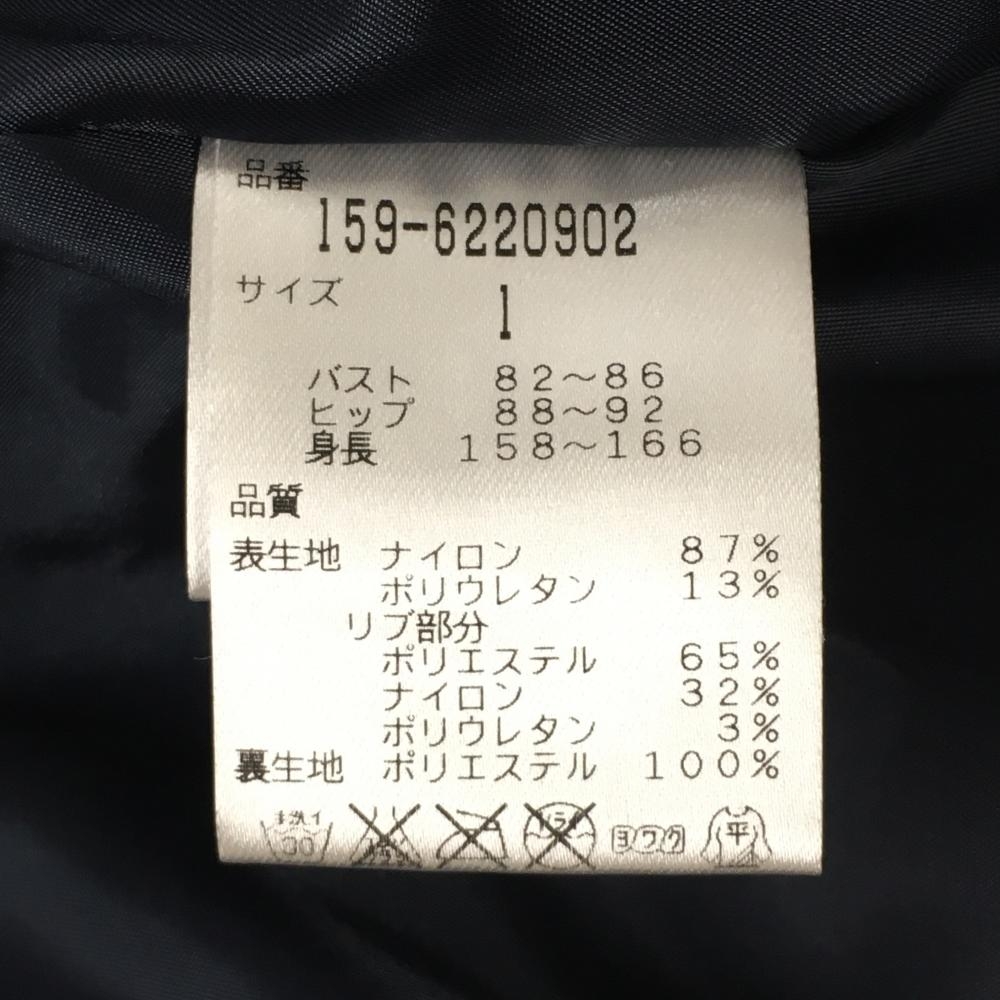 品番
159-6220902
サイズ 1
バスト 82～86
ヒップ 88～92
身長 158～166
品質
表生地 ナイロン 87%
ポリウレタン 13%
リブ部分
ポリエステル 65%
ナイロン 32%
ポリウレタン 3%
裏生地 ポリエステル 100%
手洗イ 30 ドライ ヨワク 平